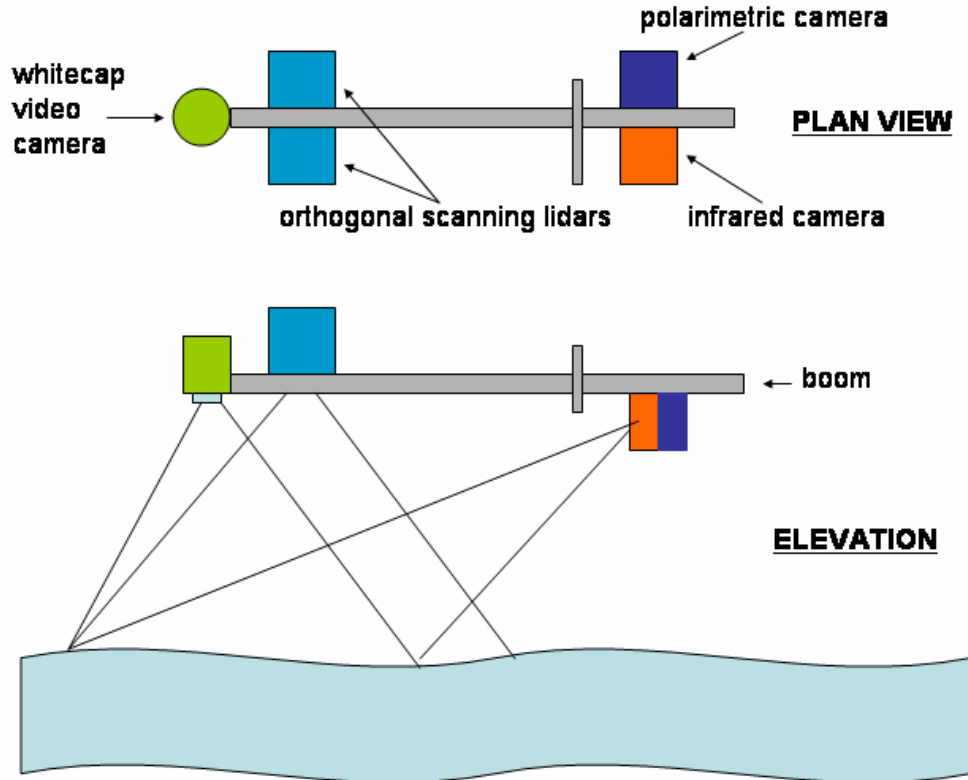 polarimetric camera
whitecap
video
camera
PLAN VIEW
orthogonal scanning lidars
infrared camera
boom
ELEVATION